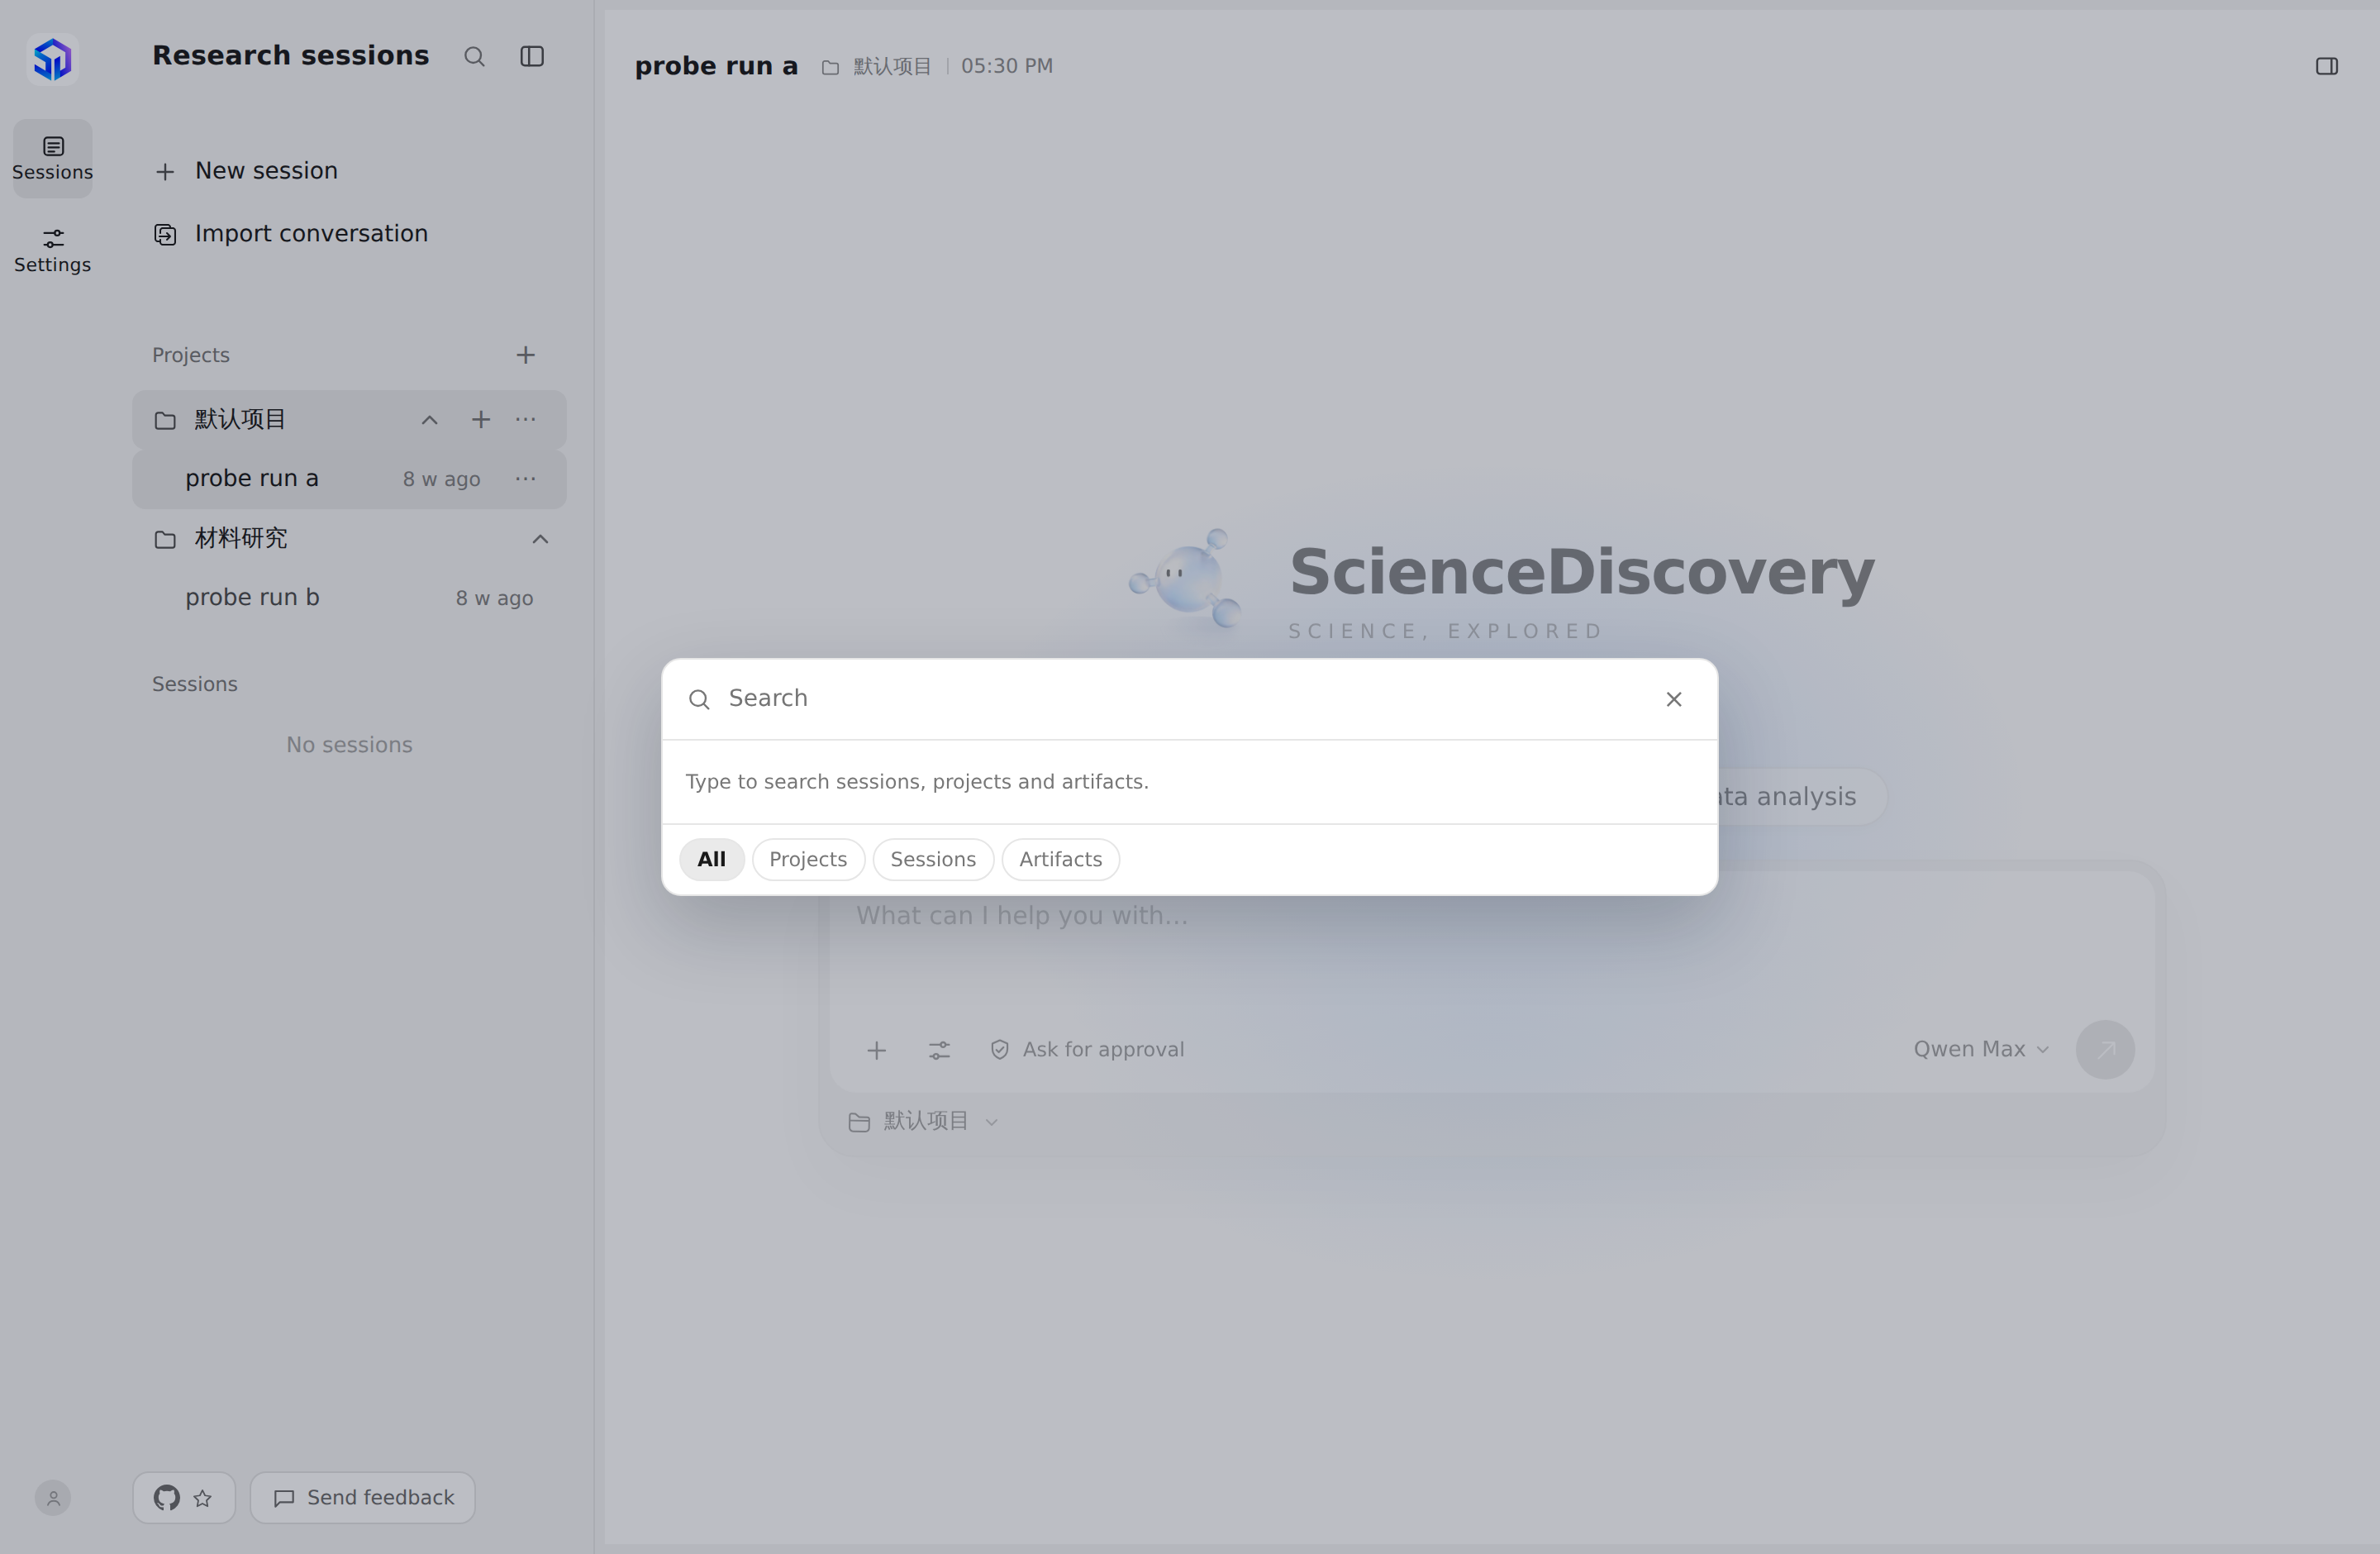 Research sessions
Sessions
Settings
New session
Import conversation
Projects
默认项目
probe run a 8 w ago
材料研究
probe run b 8 w ago
Sessions
No sessions
Send feedback
probe run a 默认项目 05:30 PM
ScienceDiscovery
SCIENCE, EXPLORED
Search
Type to search sessions, projects and artifacts.
All Projects Sessions Artifacts
analysis
What can I help you with...
Ask for approval Qwen Max
默认项目